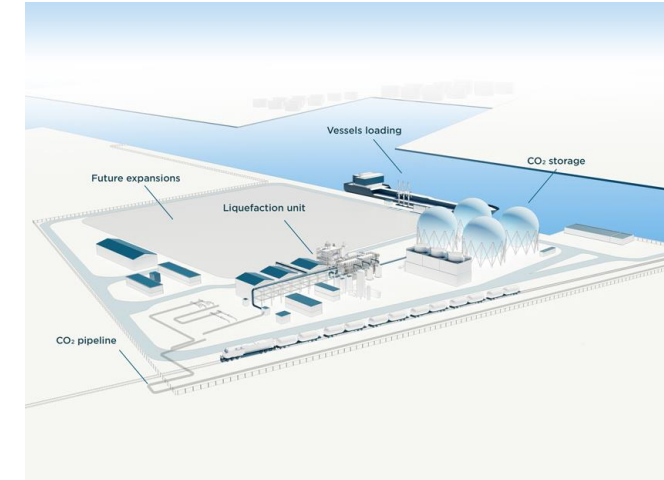 Vessels loading
CO₂ storage
Future expansions
Liquefaction unit
CO₂ pipeline